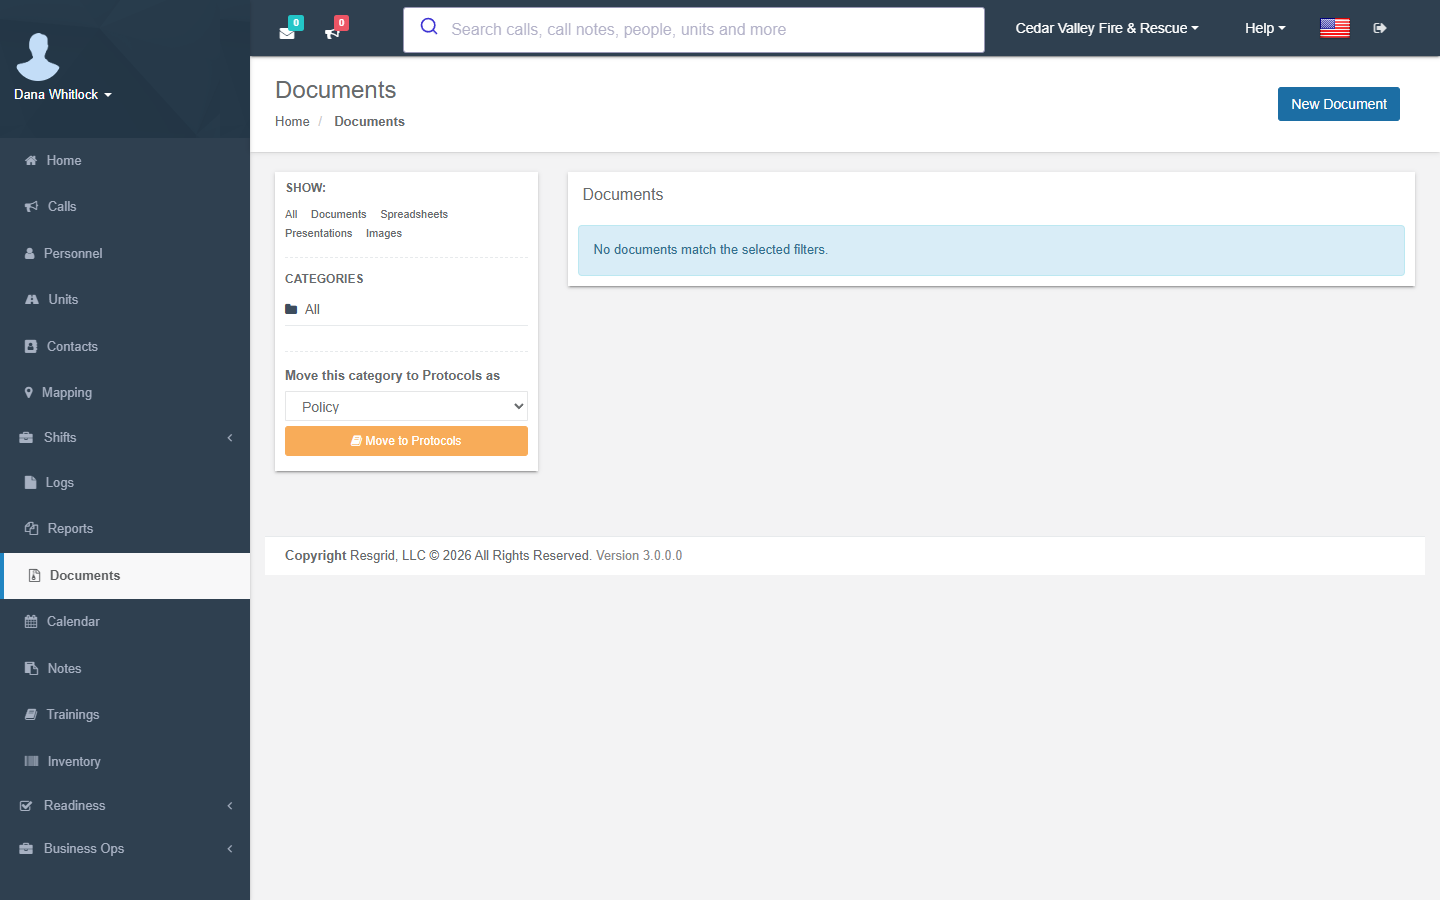 Dana Whitlock
Home
Calls
Personnel
Units
Contacts
Mapping
Shifts
Logs
Reports
Documents
Calendar
Notes
Trainings
Inventory
Readiness
Business Ops
0
0
Search calls, call notes, people, units and more
Cedar Valley Fire & Rescue
Help
Documents
Home / Documents
New Document
SHOW:
All Documents Spreadsheets
Presentations Images
CATEGORIES
All
Move this category to Protocols as
Policy
Move to Protocols
Documents
No documents match the selected filters.
Copyright Resgrid, LLC © 2026 All Rights Reserved. Version 3.0.0.0